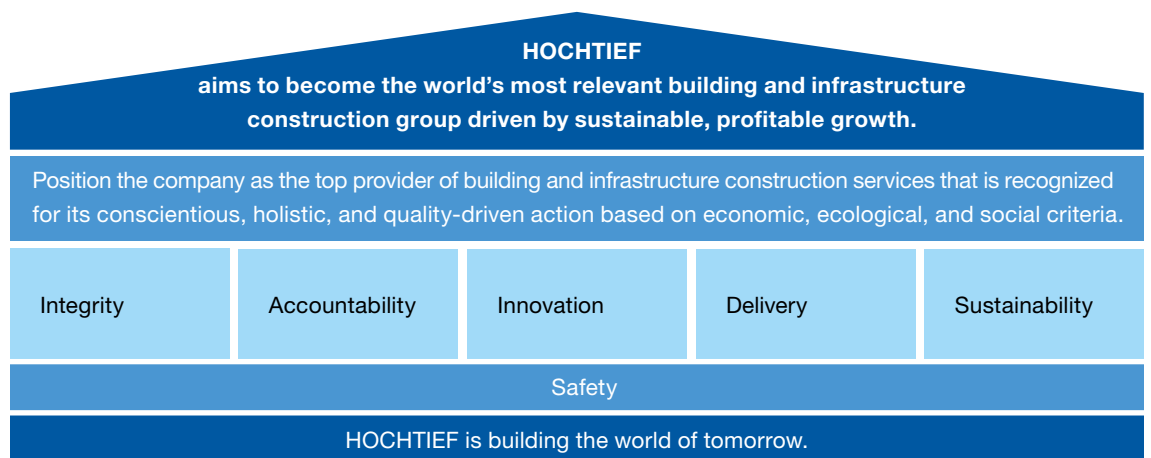 HOCHTIEF
aims to become the world’s most relevant building and infrastructure
construction group driven by sustainable, profitable growth.
Position the company as the top provider of building and infrastructure construction services that is recognized
for its conscientious, holistic, and quality-driven action based on economic, ecological, and social criteria.
Integrity
Accountability
Innovation
Delivery
Sustainability
Safety
HOCHTIEF is building the world of tomorrow.